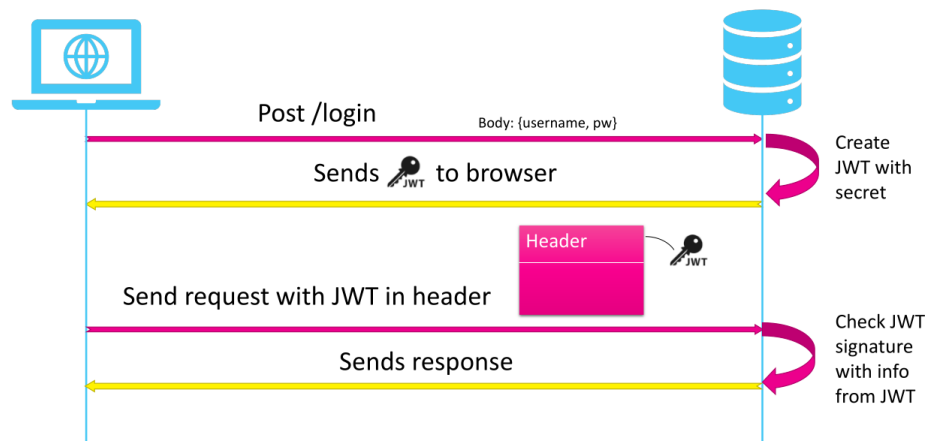 Post /login
Body: {username, pw}
Create
JWT with
secret
Sends JWT to browser
Header
JWT
Send request with JWT in header
Check JWT
signature
with info
from JWT
Sends response